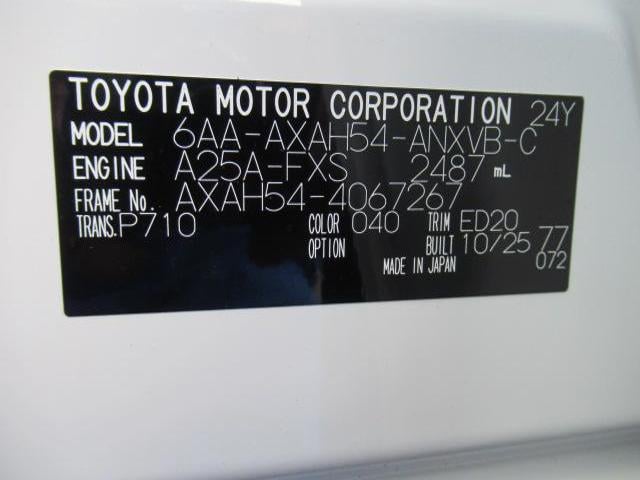 TOYOTA MOTOR CORPORATION 24Y
MODEL 6AA-AXAH54-ANXVB-C
ENGINE A25A-FXS 2487 mL
FRAME No. AXAH54-4067267
TRANS. P710 COLOR 040 TRIM ED20
OPTION BUILT 10/25 77
MADE IN JAPAN 072